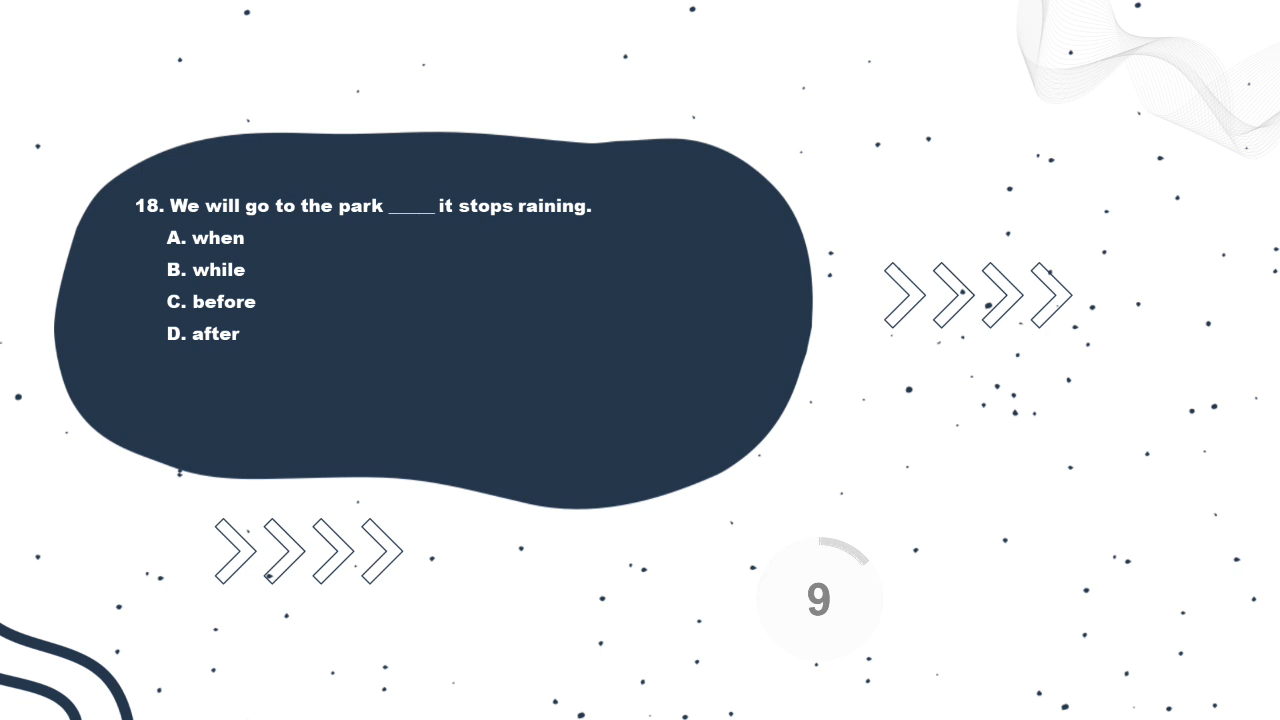 18. We will go to the park _____ it stops raining.
A. when
B. while
C. before
D. after
9